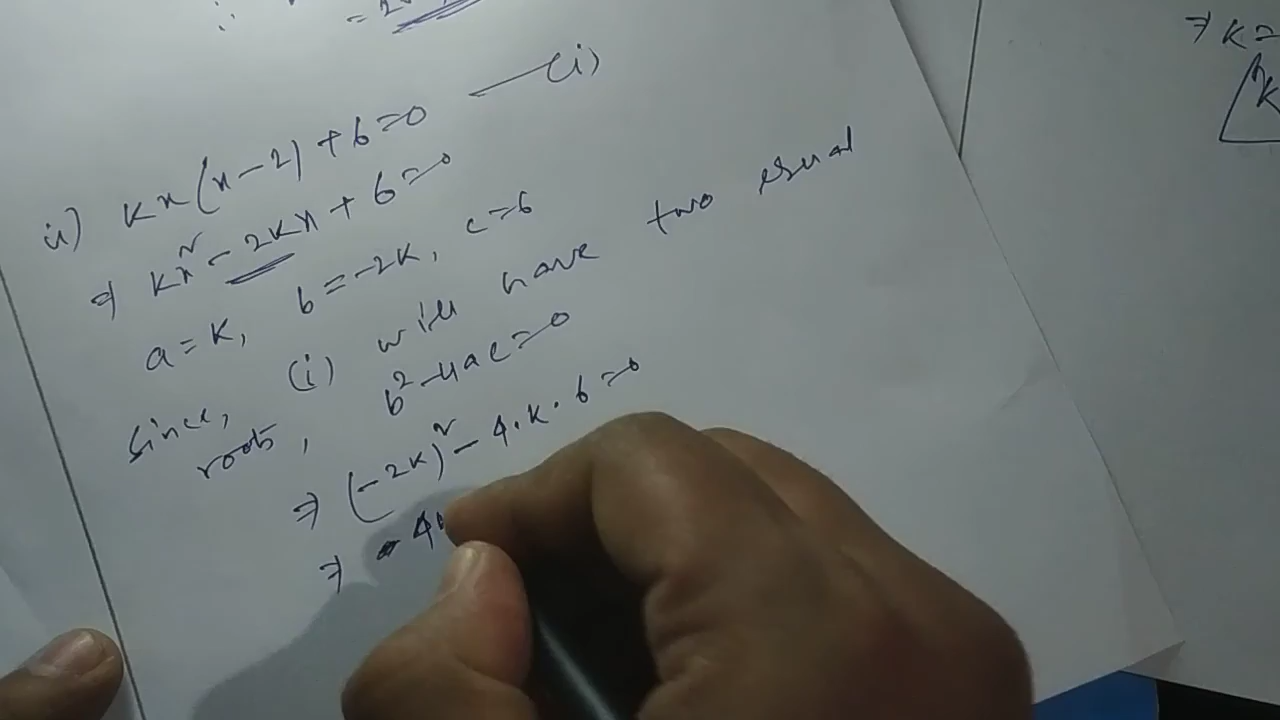 ∴
= 2
ii) kx(x-2)+6=0 —(i)
⇒ kx² - 2kx + 6=0
a=k, b=-2k, c=6
since, (i) will have two equal
roots, b²-4ac=0
⇒ (-2k)² - 4.k.6=0
⇒ 4
⇒ k=
k